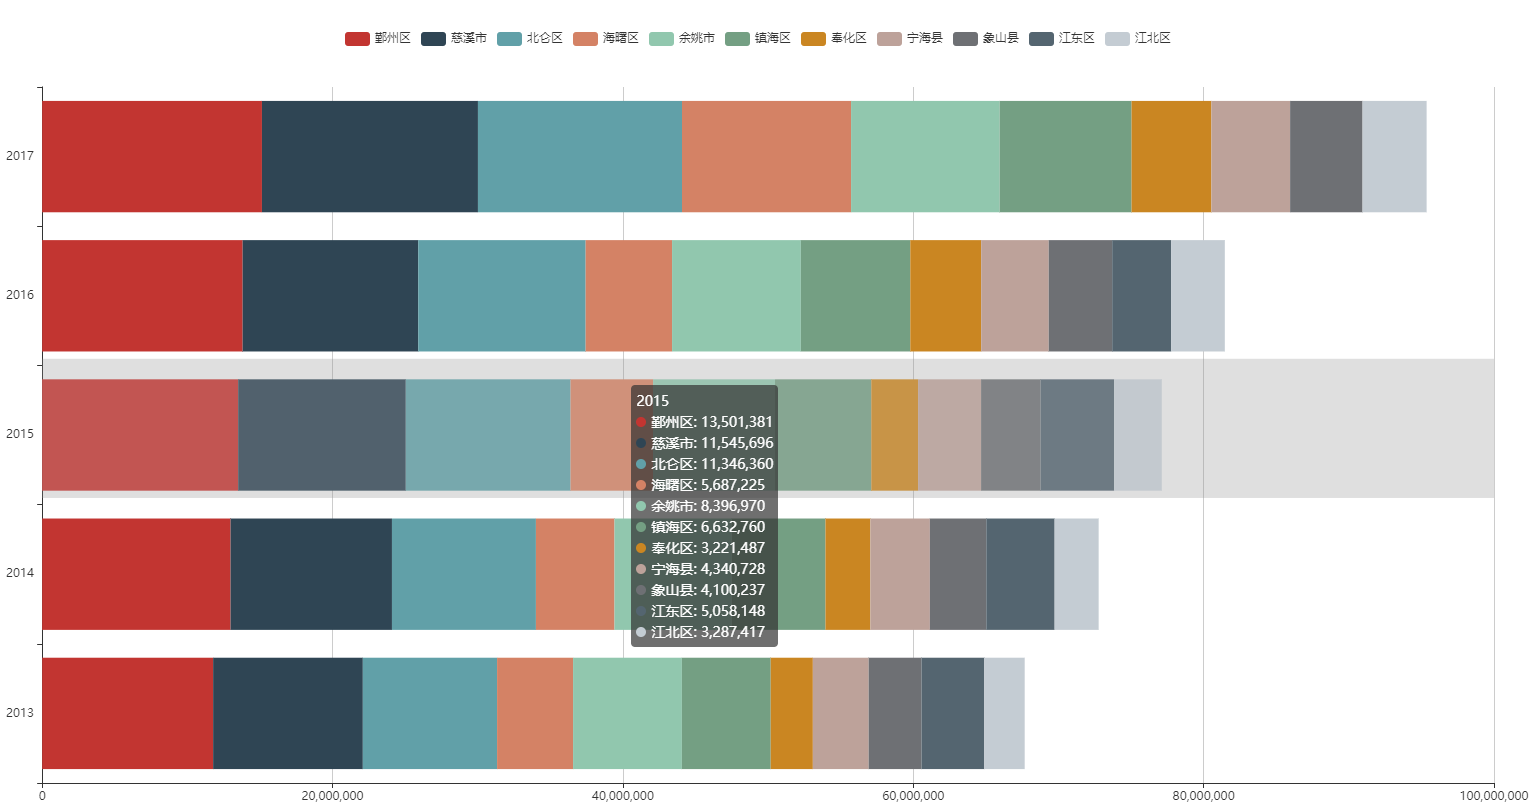 鄞州区 慈溪市 北仑区 海曙区 余姚市 镇海区 奉化区 宁海县 象山县 江东区 江北区
2017
2016
2015
2015
鄞州区: 13,501,381
慈溪市: 11,545,696
北仑区: 11,346,360
海曙区: 5,687,225
余姚市: 8,396,970
镇海区: 6,632,760
奉化区: 3,221,487
宁海县: 4,340,728
象山县: 4,100,237
江东区: 5,058,148
江北区: 3,287,417
2014
2013
0 20,000,000 40,000,000 60,000,000 80,000,000 100,000,000